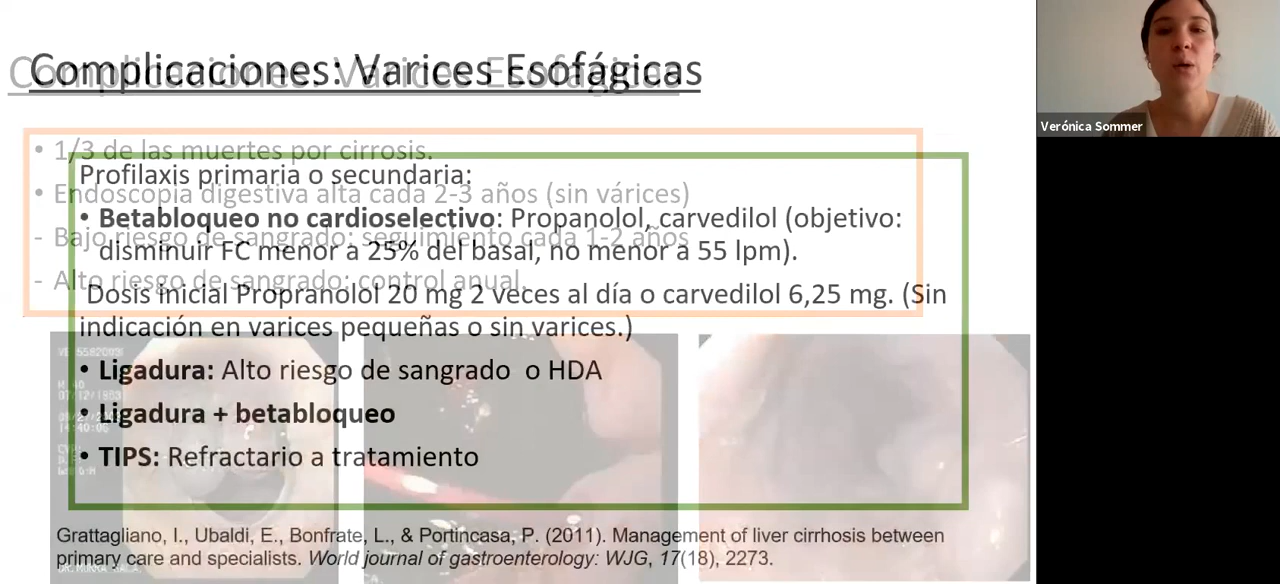 Complicaciones: Varices Esofágicas
Complicaciones: Varices Esofágicas
• 1/3 de las muertes por cirrosis.
Profilaxis primaria o secundaria:
• Endoscopia digestiva alta cada 2-3 años (sin várices)
• Betabloqueo no cardioselectivo: Propanolol, carvedilol (objetivo:
- Bajo riesgo de sangrado: seguimiento cada 1-2 años
disminuir FC menor a 25% del basal, no menor a 55 lpm).
- Alto riesgo de sangrado: control anual.
Dosis inicial Propranolol 20 mg 2 veces al día o carvedilol 6,25 mg. (Sin
indicación en varices pequeñas o sin varices.)
• Ligadura: Alto riesgo de sangrado o HDA
• Ligadura + betabloqueo
• TIPS: Refractario a tratamiento
Grattagliano, I., Ubaldi, E., Bonfrate, L., & Portincasa, P. (2011). Management of liver cirrhosis between
primary care and specialists. World journal of gastroenterology: WJG, 17(18), 2273.
Verónica Sommer